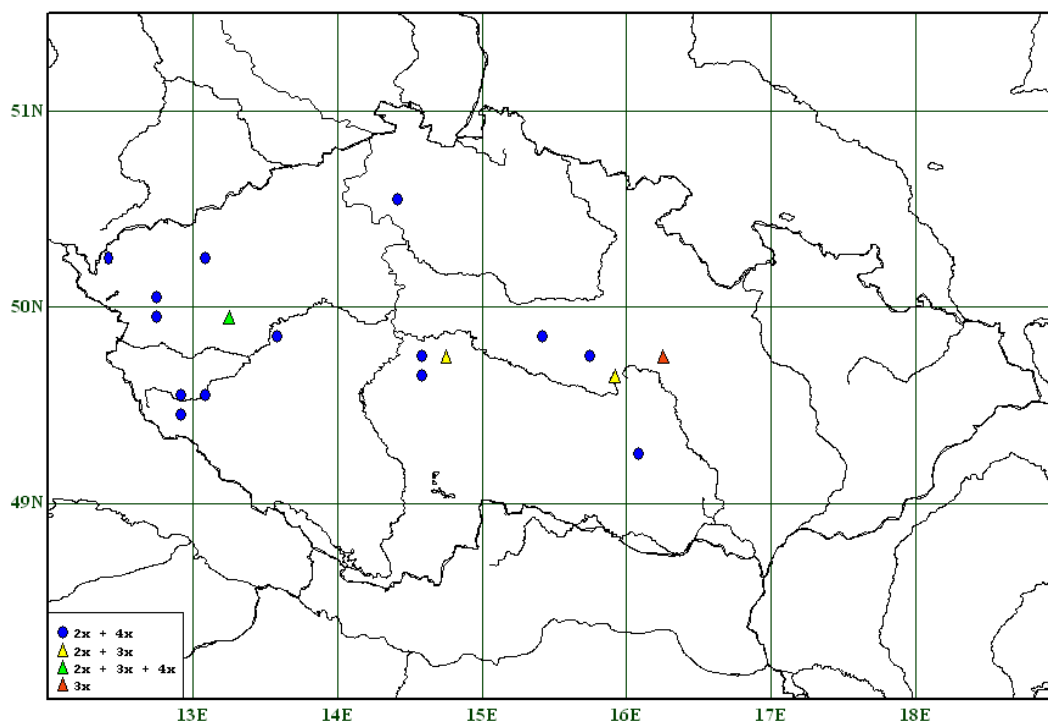 51N
50N
49N
2x + 4x
2x + 3x
2x + 3x + 4x
3x
13E 14E 15E 16E 17E 18E